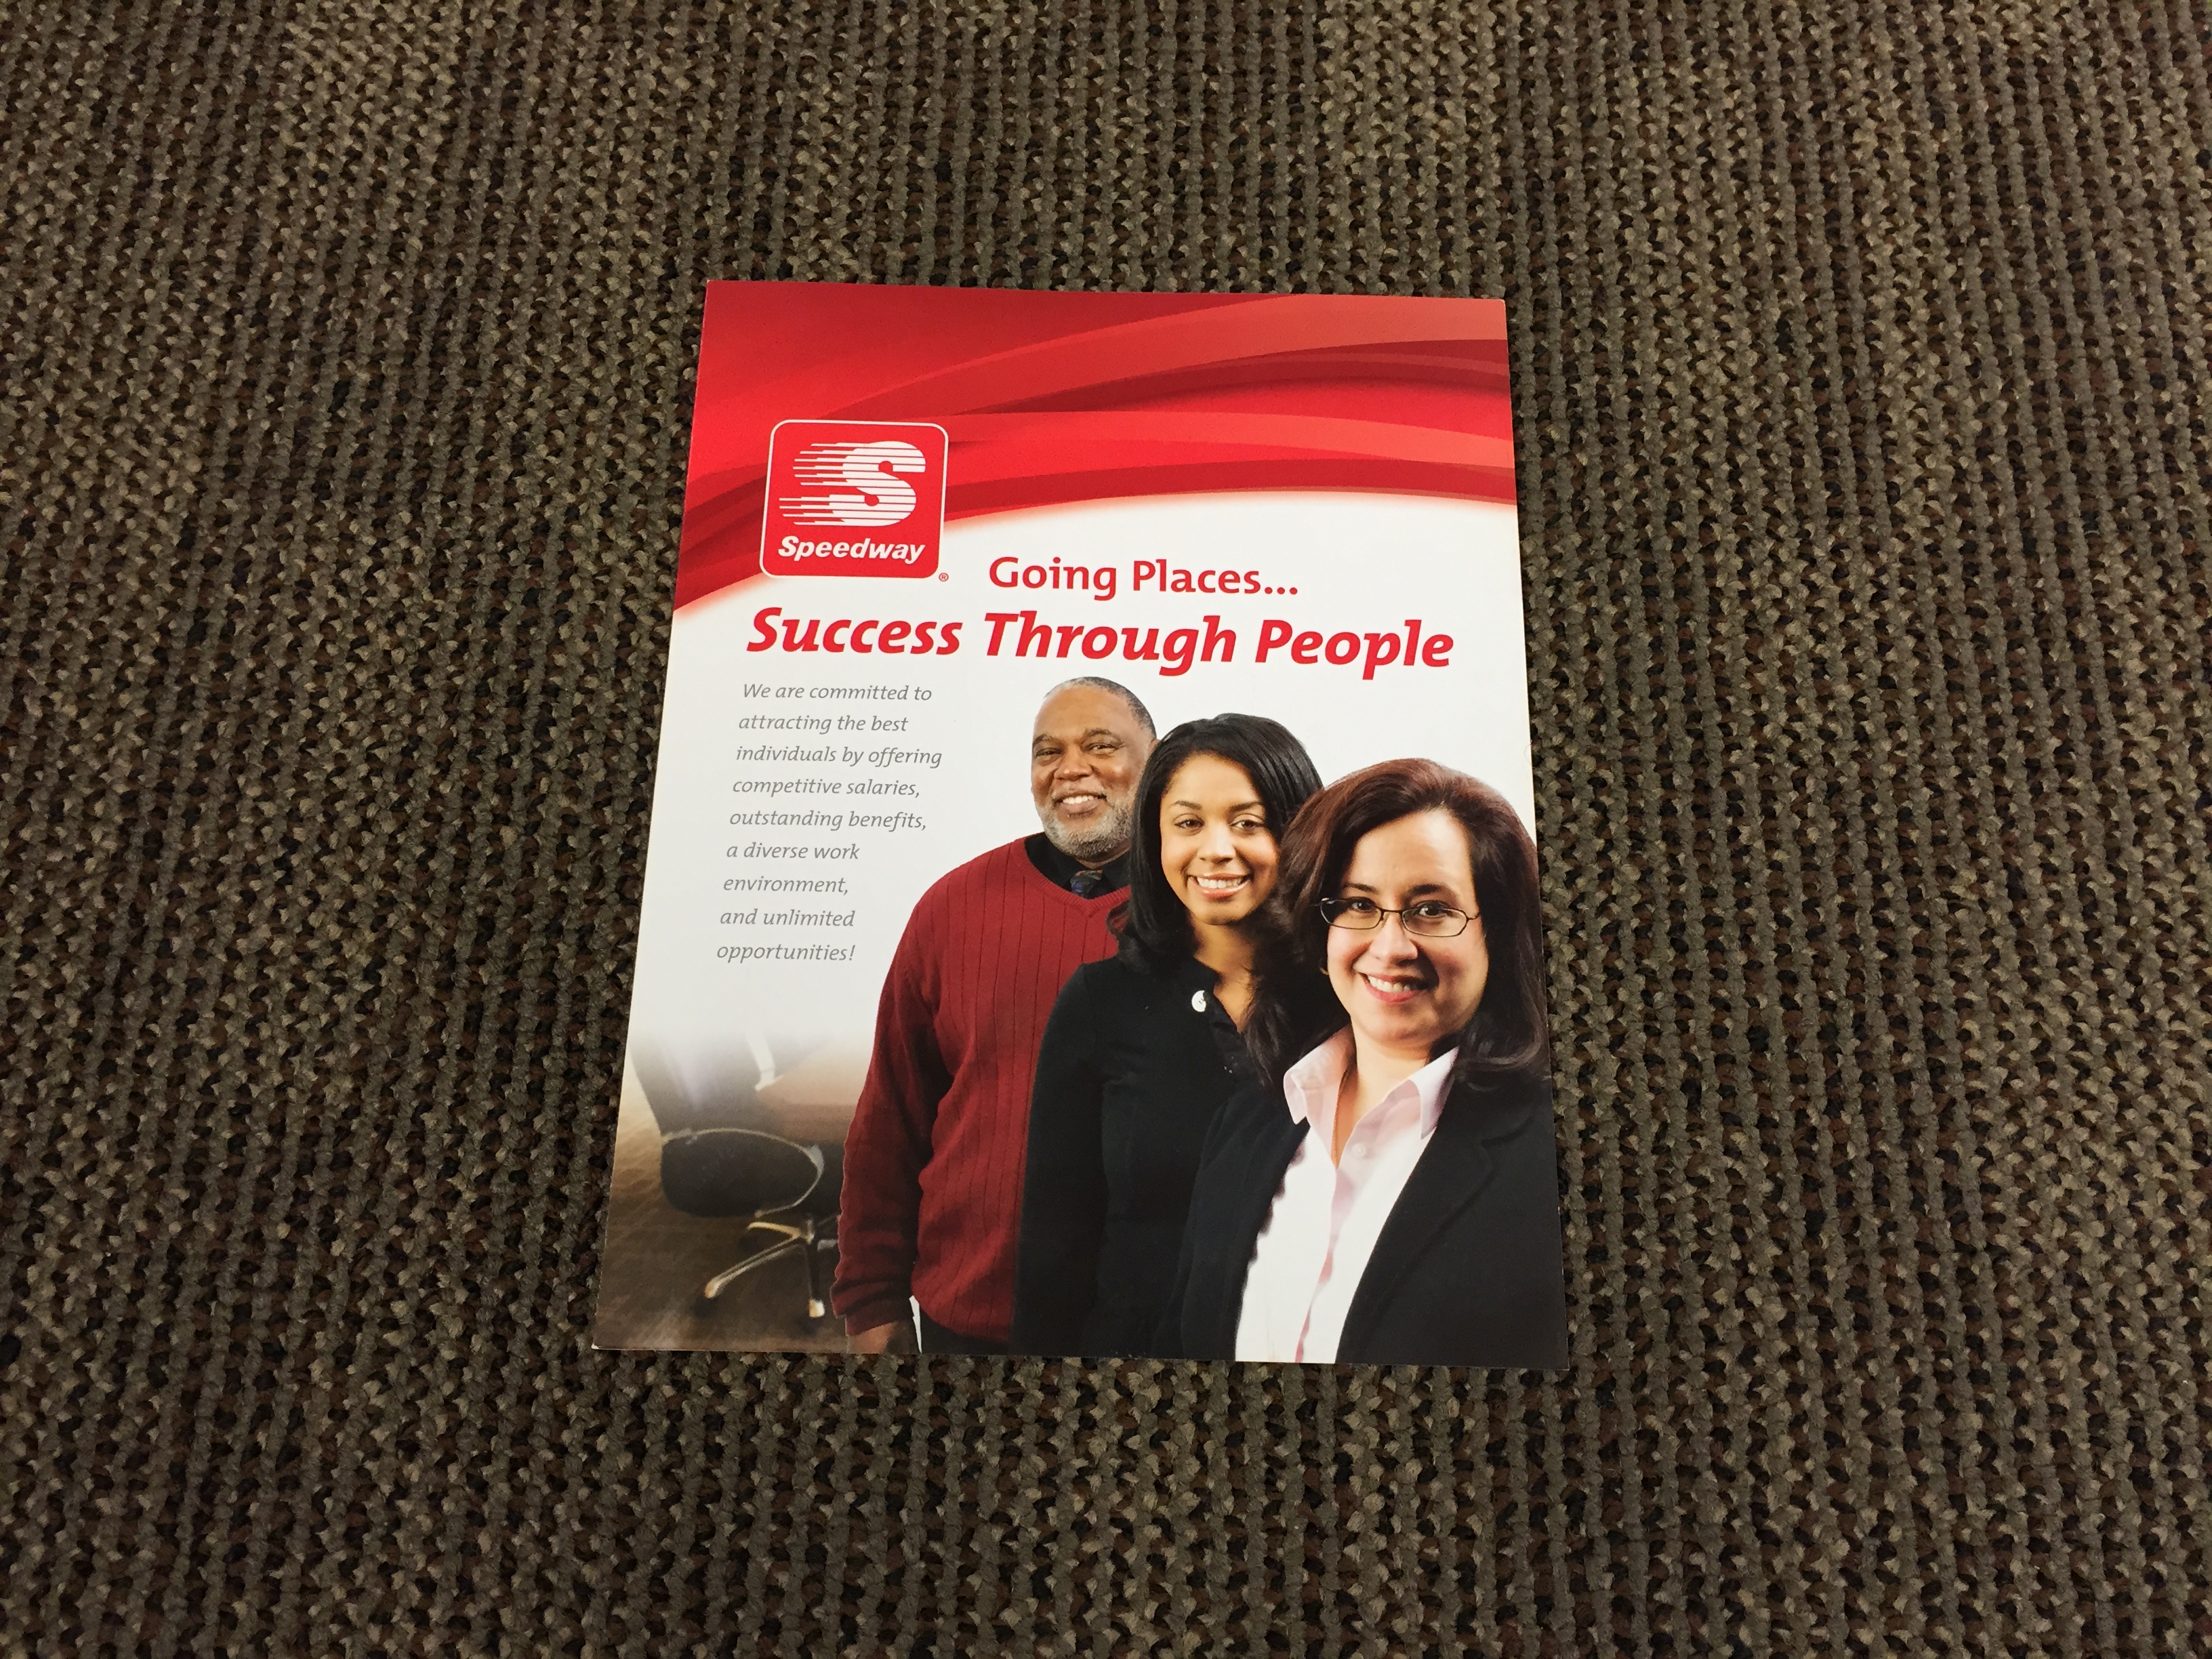 S
Speedway
®
Going Places...
Success Through People
We are committed to
attracting the best
individuals by offering
competitive salaries,
outstanding benefits,
a diverse work
environment,
and unlimited
opportunities!